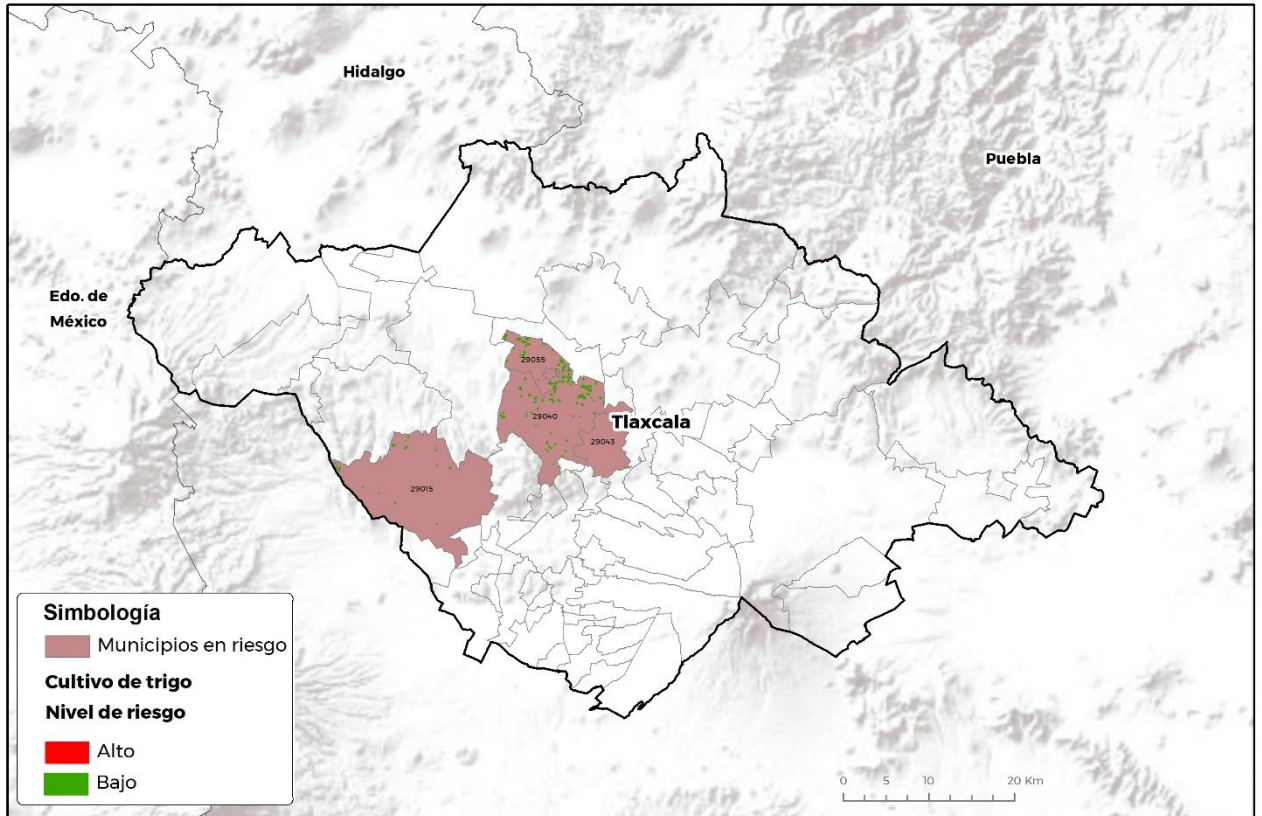 Hidalgo
Puebla
Edo. de
México
29055
29040
Tlaxcala
29043
29015
Simbología
Municipios en riesgo
Cultivo de trigo
Nivel de riesgo
Alto
Bajo
0 5 10 20 Km